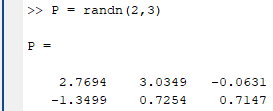 >> P = randn(2,3)
P =
2.7694 3.0349 -0.0631
-1.3499 0.7254 0.7147